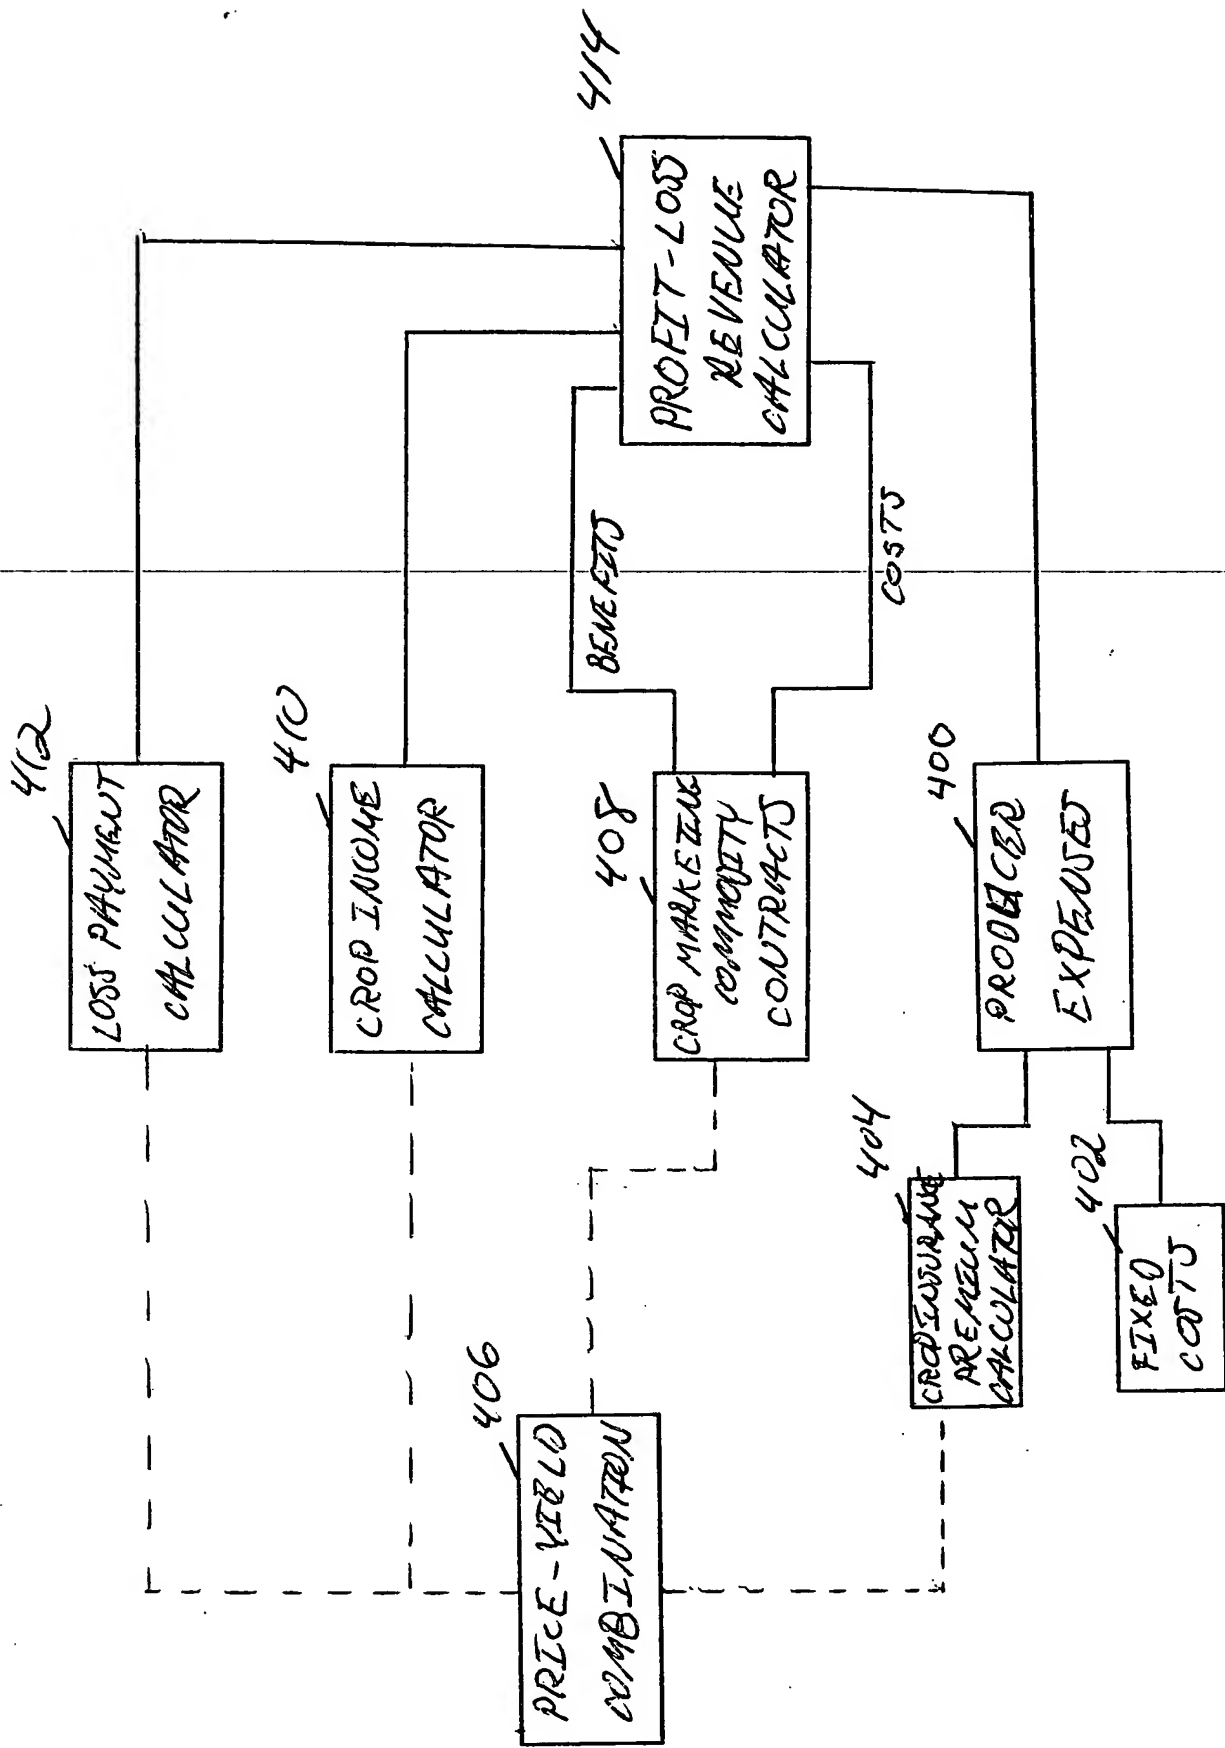 412
LOSS PAYMENT
CALCULATOR
410
CROP INCOME
CALCULATOR
414
PROFIT-LOSS
REVENUE
CALCULATOR
BENEFITS
COSTS
408
CROP MARKETING
COMMODITY
CONTRACTS
400
PRODUCER
EXPENSES
406
PRICE-YIELD
COMBINATION
404
CROP INSURANCE
PREMIUM
CALCULATOR
402
FIXED
COSTS